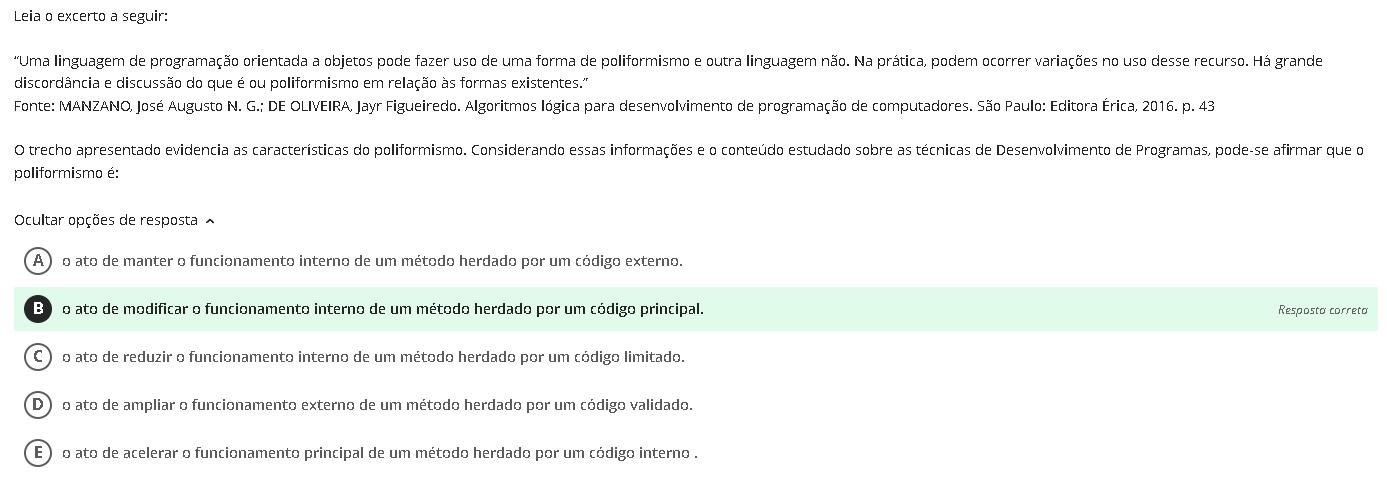 Leia o excerto a seguir:
“Uma linguagem de programação orientada a objetos pode fazer uso de uma forma de poliformismo e outra linguagem não. Na prática, podem ocorrer variações no uso desse recurso. Há grande
discordância e discussão do que é ou poliformismo em relação às formas existentes.”
Fonte: MANZANO, José Augusto N. G.; DE OLIVEIRA, Jayr Figueiredo. Algoritmos lógica para desenvolvimento de programação de computadores. São Paulo: Editora Érica, 2016. p. 43
O trecho apresentado evidencia as características do poliformismo. Considerando essas informações e o conteúdo estudado sobre as técnicas de Desenvolvimento de Programas, pode-se afirmar que o
poliformismo é:
Ocultar opções de resposta
A o ato de manter o funcionamento interno de um método herdado por um código externo.
B o ato de modificar o funcionamento interno de um método herdado por um código principal. Resposta correta
C o ato de reduzir o funcionamento interno de um método herdado por um código limitado.
D o ato de ampliar o funcionamento externo de um método herdado por um código validado.
E o ato de acelerar o funcionamento principal de um método herdado por um código interno .